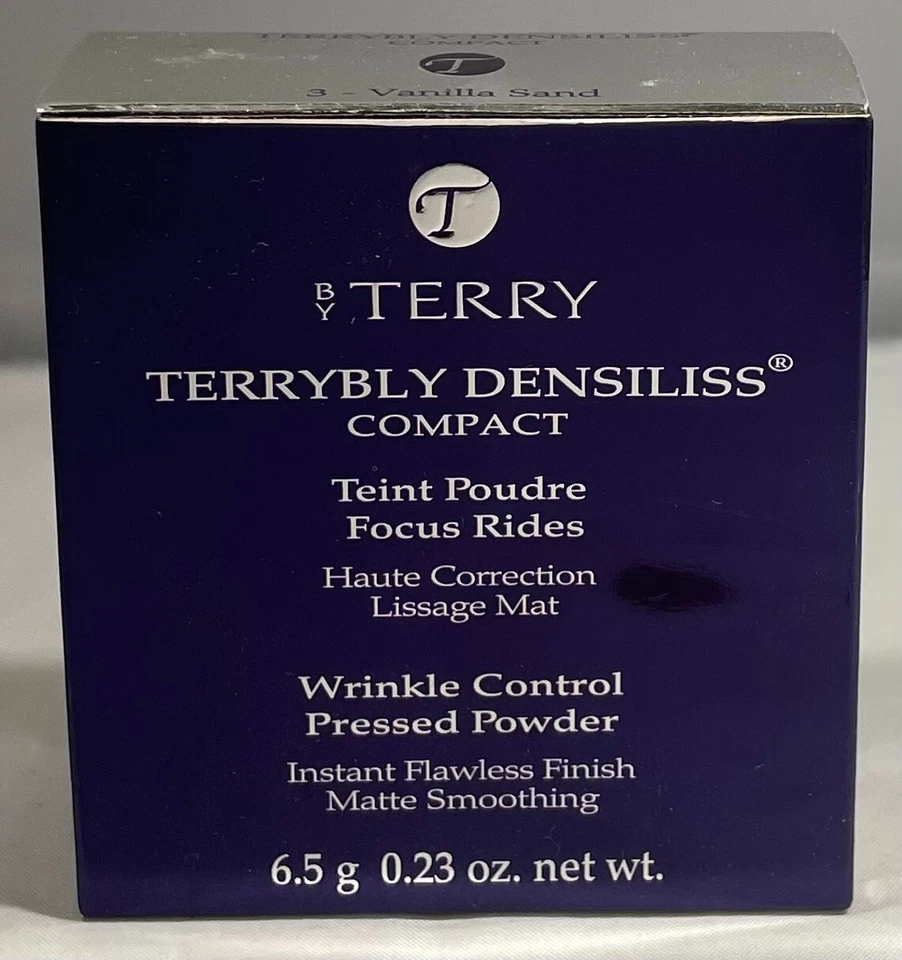 TERRYBLY DENSILISS®
COMPACT
T
3 - Vanilla Sand
T
BY TERRY
TERRYBLY DENSILISS®
COMPACT
Teint Poudre
Focus Rides
Haute Correction
Lissage Mat
Wrinkle Control
Pressed Powder
Instant Flawless Finish
Matte Smoothing
6.5 g 0.23 oz. net wt.